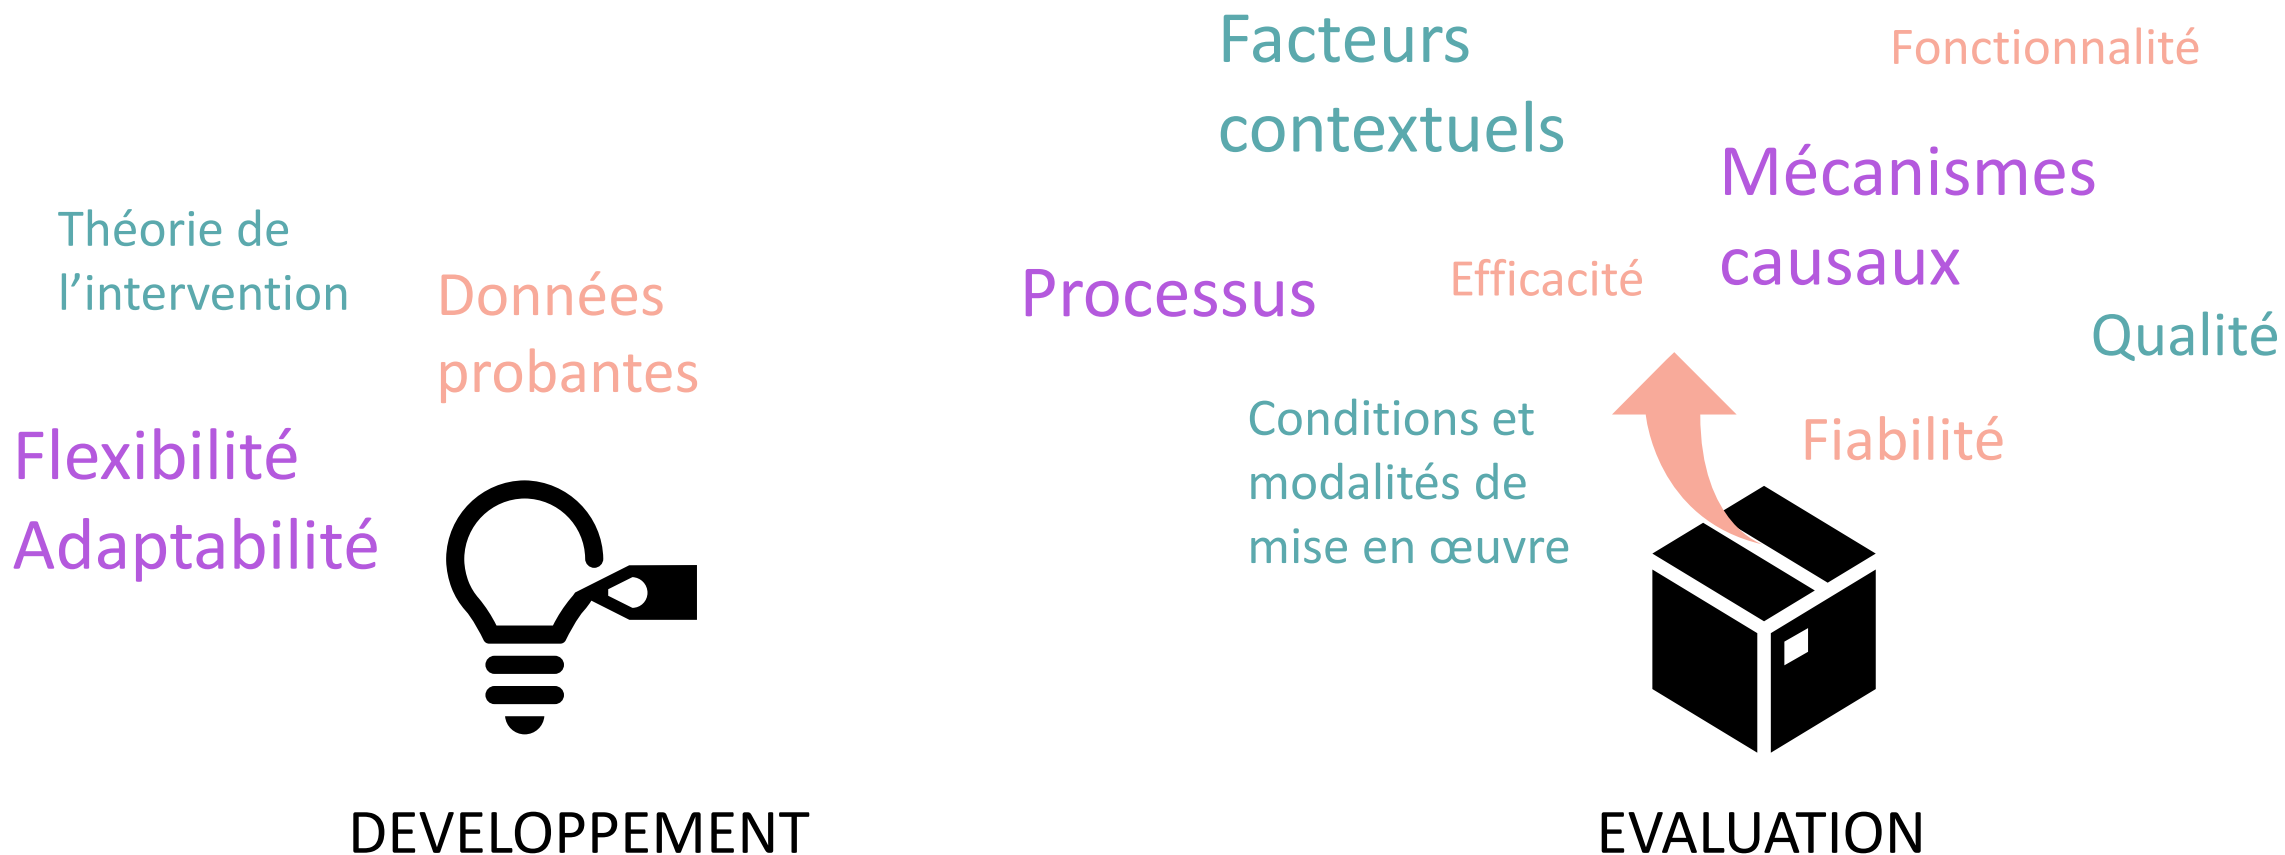 Théorie de
l’intervention
Données
probantes
Flexibilité
Adaptabilité
DEVELOPPEMENT
Facteurs
contextuels
Fonctionnalité
Mécanismes
causaux
Processus
Efficacité
Qualité
Conditions et
modalités de
mise en œuvre
Fiabilité
EVALUATION